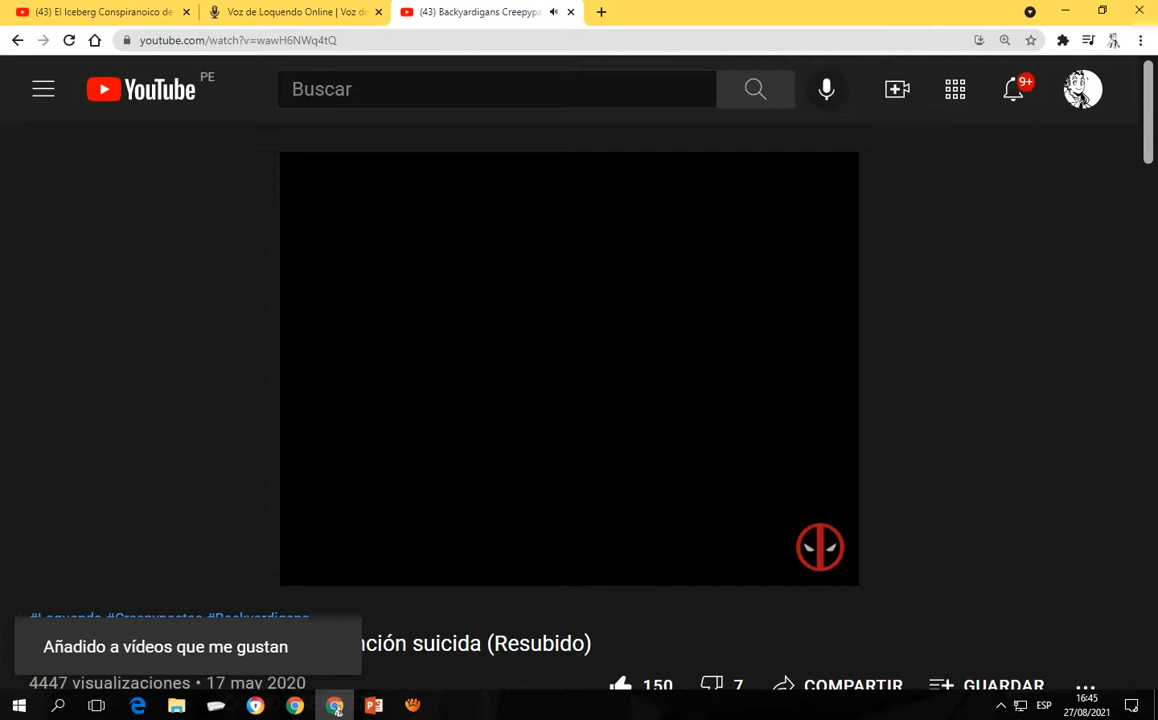 (43) El Iceberg Conspiranoico de
Voz de Loquendo Online | Voz de
(43) Backyardigans Creepypa
youtube.com/watch?v=wawH6NWq4tQ
YouTube PE
Buscar
9+
#Loquendo #Creepypastas #Backyardigans
Añadido a vídeos que me gustan
nción suicida (Resubido)
4447 visualizaciones • 17 may 2020
150
7
COMPARTIR
GUARDAR
ESP
16:45
27/08/2021